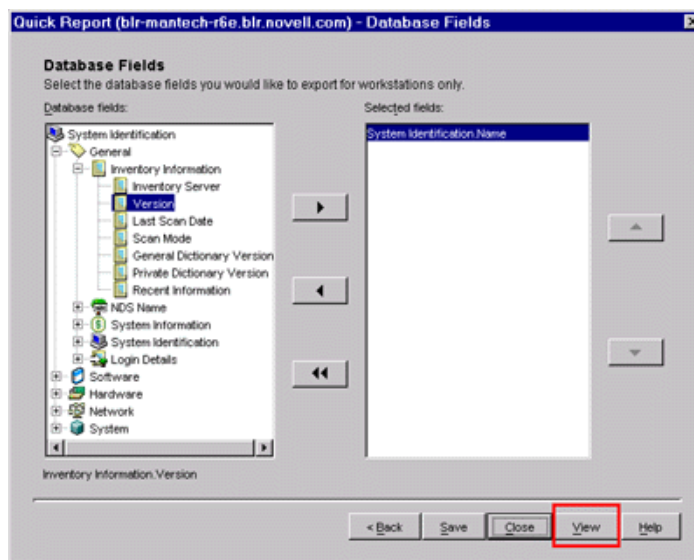 Quick Report (blr-mantech-r6e.blr.novell.com) - Database Fields
Database Fields
Select the database fields you would like to export for workstations only.
Database fields:
System Identification
General
Inventory Information
Inventory Server
Version
Last Scan Date
Scan Mode
General Dictionary Version
Private Dictionary Version
Recent Information
NDS Name
System Information
System Identification
Login Details
Software
Hardware
Network
System
Inventory Information.Version
Selected fields:
System Identification.Name
< Back
Save
Close
View
Help